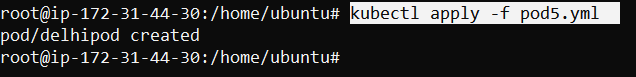 root@ip-172-31-44-30:/home/ubuntu# kubectl apply -f pod5.yml
pod/delhipod created
root@ip-172-31-44-30:/home/ubuntu#